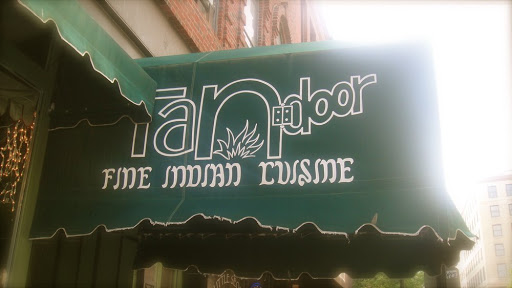 Tandoor
FINE INDIAN CUISINE